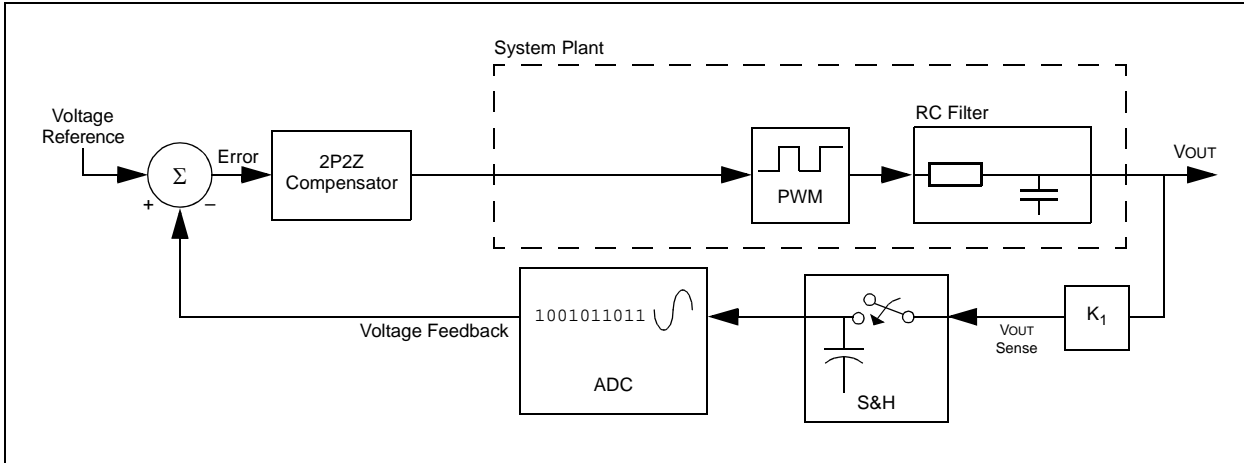 System Plant
Voltage
Reference
Error
2P2Z
Compensator
Σ
+
−
PWM
RC Filter
VOUT
Voltage Feedback
1001011011
ADC
S&H
VOUT
Sense
K1